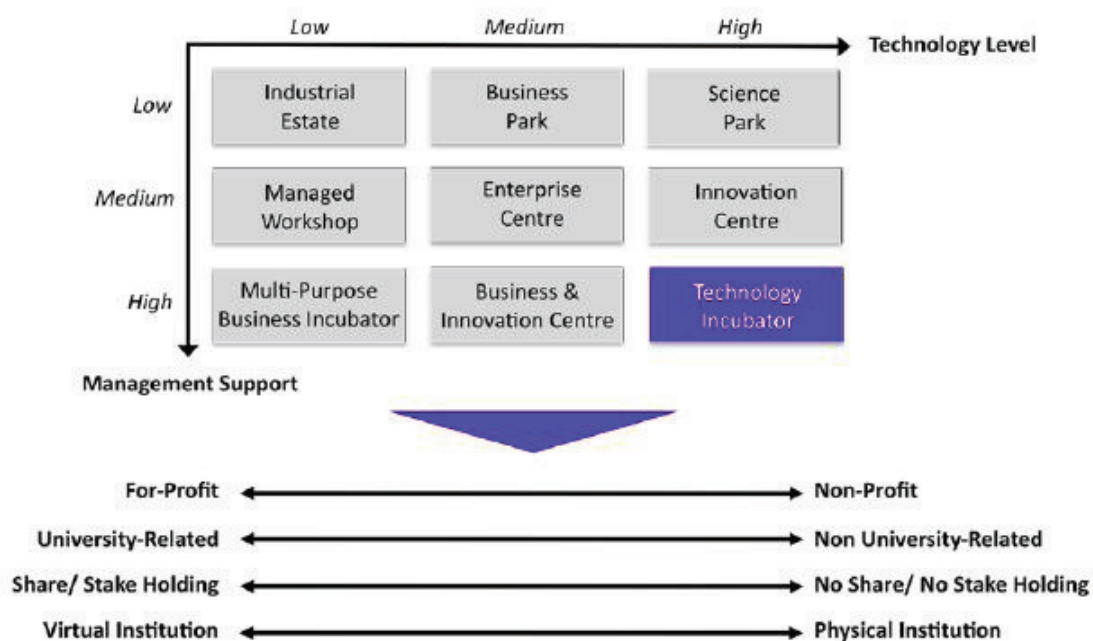 Low Medium High
Technology Level
Low
Industrial
Estate
Business
Park
Science
Park
Medium
Managed
Workshop
Enterprise
Centre
Innovation
Centre
High
Multi-Purpose
Business Incubator
Business &
Innovation Centre
Technology
Incubator
Management Support
For-Profit Non-Profit
University-Related Non University-Related
Share/ Stake Holding No Share/ No Stake Holding
Virtual Institution Physical Institution